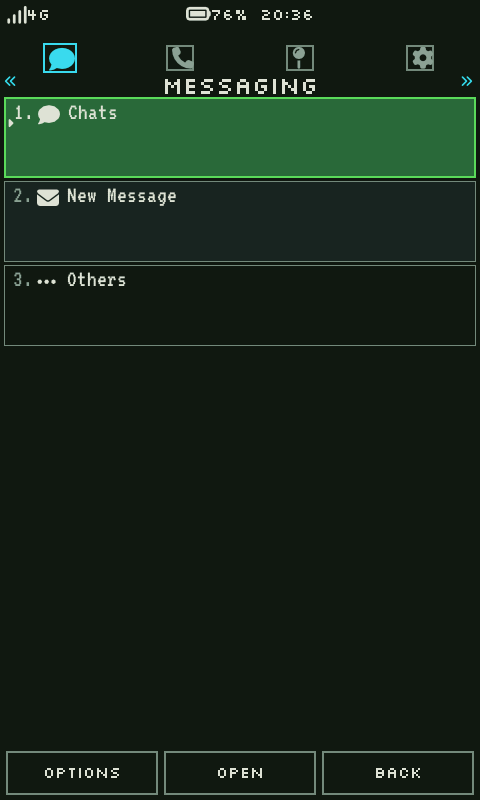 4G 76% 20:36
« »
MESSAGING
1. Chats
2. New Message
3. Others
OPTIONS OPEN BACK